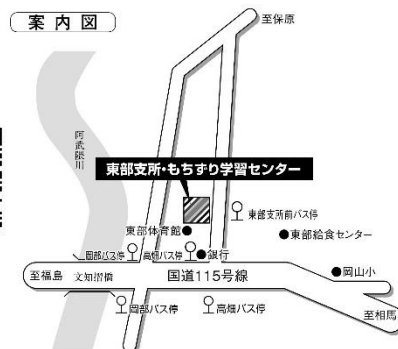 案内図
至保原
阿武隈川
東部支所・もちずり学習センター
東部支所前バス停
東部体育館
東部給食センター
岡部バス停
高畑バス停
銀行
至福島
文知摺橋
国道115号線
岡山小
岡部バス停
高畑バス停
至相馬